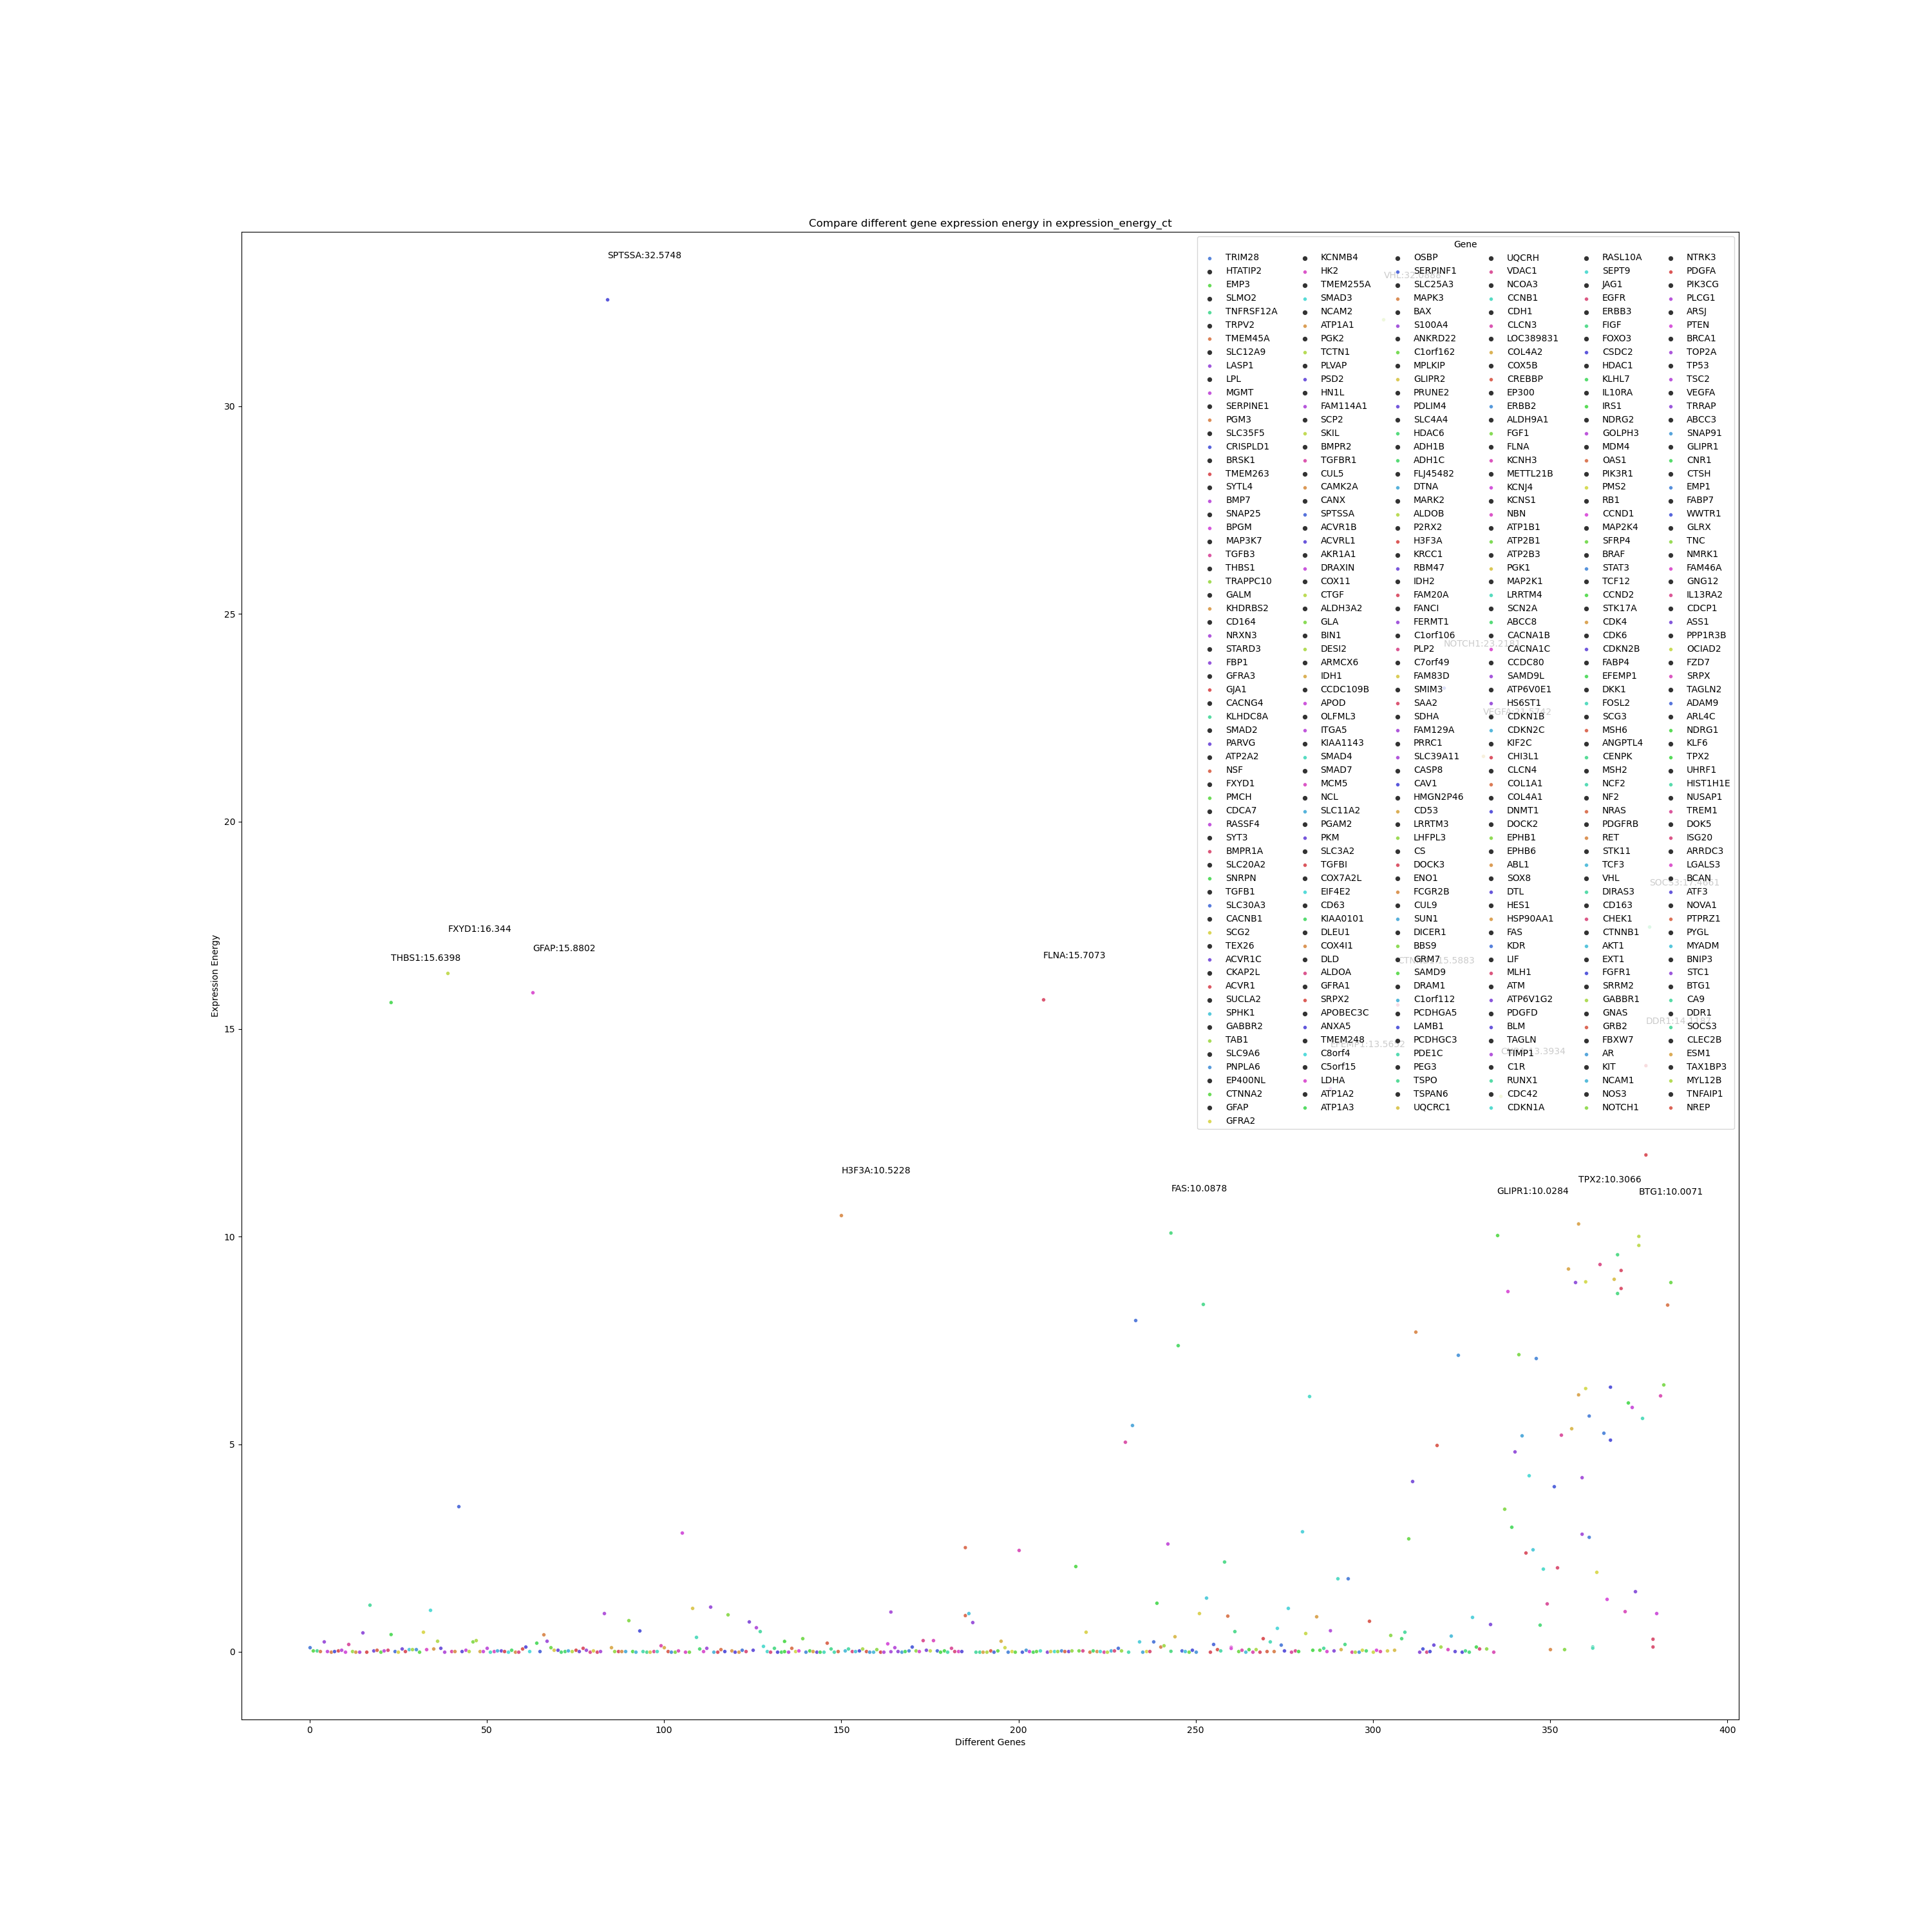 Compare different gene expression energy in expression_energy_ct
SPTSSA:32.5748
Gene
TRIM28 KCNMB4 OSBP UQCRH RASL10A NTRK3
HTATIP2 HK2 SERPINF1 VDAC1 SEPT9 PDGFA
EMP3 TMEM255A SLC25A3 NCOA3 JAG1 PIK3CG
SLMO2 SMAD3 MAPK3 CCNB1 EGFR PLCG1
TNFRSF12A NCAM2 BAX CDH1 ERBB3 ARSJ
TRPV2 ATP1A1 S100A4 CLCN3 FIGF PTEN
TMEM45A PGK2 ANKRD22 LOC389831 FOXO3 BRCA1
SLC12A9 TCTN1 C1orf162 COL4A2 CSDC2 TOP2A
LASP1 PLVAP MPLKIP COX5B HDAC1 TP53
LPL PSD2 GLIPR2 CREBBP KLHL7 TSC2
MGMT HN1L PRUNE2 EP300 IL10RA VEGFA
SERPINE1 FAM114A1 PDLIM4 ERBB2 IRS1 TRRAP
PGM3 SCP2 SLC4A4 ALDH9A1 NDRG2 ABCC3
SLC35F5 SKIL HDAC6 FGF1 GOLPH3 SNAP91
CRISPLD1 BMPR2 ADH1B FLNA MDM4 GLIPR1
BRSK1 TGFBR1 ADH1C KCNH3 OAS1 CNR1
TMEM263 CUL5 FLJ45482 METTL21B PIK3R1 CTSH
SYTL4 CAMK2A DTNA KCNJ4 PMS2 EMP1
BMP7 CANX MARK2 KCNS1 RB1 FABP7
SNAP25 SPTSSA ALDOB NBN CCND1 WWTR1
BPGM ACVR1B P2RX2 ATP1B1 MAP2K4 GLRX
MAP3K7 ACVRL1 H3F3A ATP2B1 SFRP4 TNC
TGFB3 AKR1A1 KRCC1 ATP2B3 BRAF NMRK1
THBS1 DRAXIN RBM47 PGK1 STAT3 FAM46A
TRAPPC10 COX11 IDH2 MAP2K1 TCF12 GNG12
GALM CTGF FAM20A LRRTM4 CCND2 IL13RA2
KHDRBS2 ALDH3A2 FANCI SCN2A STK17A CDCP1
CD164 GLA FERMT1 ABCC8 CDK4 ASS1
NRXN3 BIN1 C1orf106 CACNA1B CDK6 PPP1R3B
STARD3 DESI2 PLP2 CACNA1C CDKN2B OCIAD2
FBP1 ARMCX6 C7orf49 CCDC80 FABP4 FZD7
GFRA3 IDH1 FAM83D SAMD9L EFEMP1 SRPX
GJA1 CCDC109B SMIM3 ATP6V0E1 DKK1 TAGLN2
CACNG4 APOD SAA2 HS6ST1 FOSL2 ADAM9
KLHDC8A OLFML3 SDHA CDKN1B SCG3 ARL4C
SMAD2 ITGA5 FAM129A CDKN2C MSH6 NDRG1
PARVG KIAA1143 PRRC1 KIF2C ANGPTL4 KLF6
ATP2A2 SMAD4 SLC39A11 CHI3L1 CENPK TPX2
NSF SMAD7 CASP8 CLCN4 MSH2 UHRF1
FXYD1 MCM5 CAV1 COL1A1 NCF2 HIST1H1E
PMCH NCL HMGN2P46 COL4A1 NF2 NUSAP1
CDCA7 SLC11A2 CD53 DNMT1 NRAS TREM1
RASSF4 PGAM2 LRRTM3 DOCK2 PDGFRB DOK5
SYT3 PKM LHFPL3 EPHB1 RET ISG20
BMPR1A SLC3A2 CS EPHB6 STK11 ARRDC3
SLC20A2 TGFBI DOCK3 ABL1 TCF3 LGALS3
SNRPN COX7A2L ENO1 SOX8 VHL BCAN
TGFB1 EIF4E2 FCGR2B DTL DIRAS3 ATF3
SLC30A3 CD63 CUL9 HES1 CD163 NOVA1
CACNB1 KIAA0101 SUN1 HSP90AA1 CHEK1 PTPRZ1
SCG2 DLEU1 DICER1 FAS CTNNB1 PYGL
TEX26 COX4I1 BBS9 KDR AKT1 MYADM
ACVR1C DLD GRM7 LIF EXT1 BNIP3
CKAP2L ALDOA SAMD9 MLH1 FGFR1 STC1
ACVR1 GFRA1 DRAM1 ATM SRRM2 BTG1
SUCLA2 SRPX2 C1orf112 ATP6V1G2 GABBR1 CA9
SPHK1 APOBEC3C PCDHGA5 PDGFD GNAS DDR1
GABBR2 ANXA5 LAMB1 BLM GRB2 SOCS3
TAB1 TMEM248 PCDHGC3 TAGLN FBXW7 CLEC2B
SLC9A6 C8orf4 PDE1C TIMP1 AR ESM1
PNPLA6 C5orf15 PEG3 C1R KIT TAX1BP3
EP400NL LDHA TSPO RUNX1 NCAM1 MYL12B
CTNNA2 ATP1A2 TSPAN6 CDC42 NOS3 TNFAIP1
GFAP ATP1A3 UQCRC1 CDKN1A NOTCH1 NREP
GFRA2
FXYD1:16.344
GFAP:15.8802
THBS1:15.6398
FLNA:15.7073
H3F3A:10.5228
FAS:10.0878
GLIPR1:10.0284
TPX2:10.3066
BTG1:10.0071
Expression Energy
30
25
20
15
10
5
0
0 50 100 150 200 250 300 350 400
Different Genes